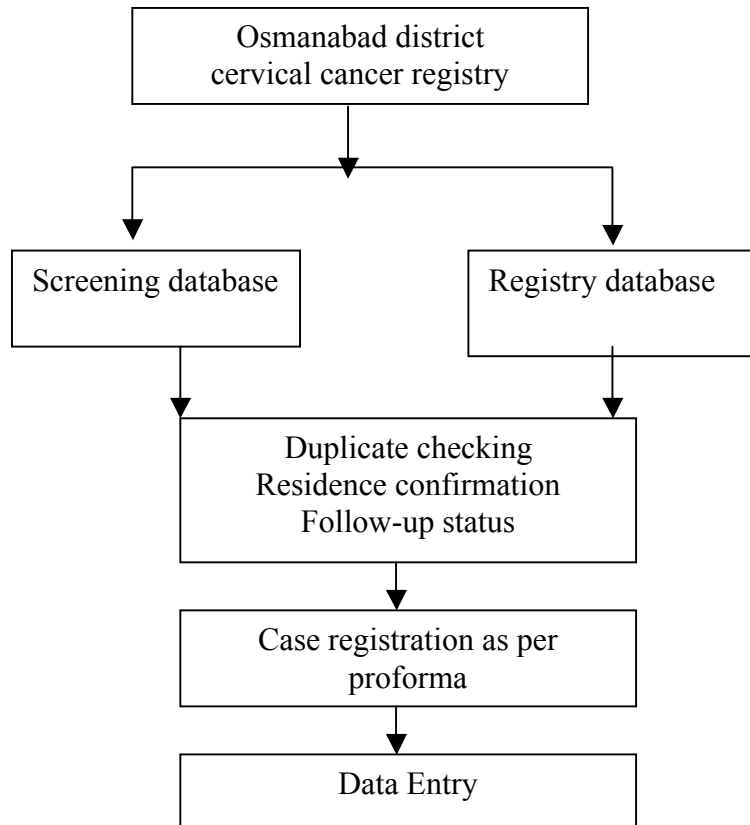 Osmanabad district
cervical cancer registry
Screening database
Registry database
Duplicate checking
Residence confirmation
Follow-up status
Case registration as per
proforma
Data Entry